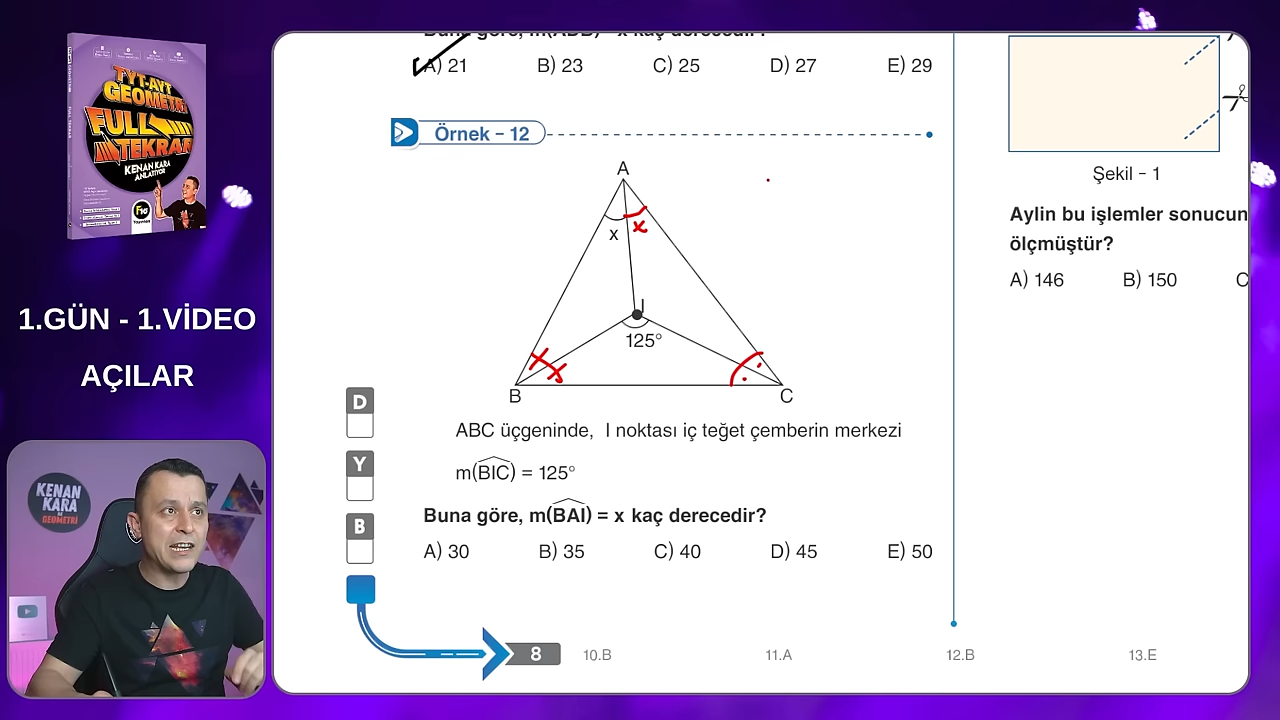 TYT-AYT
GEOMETRİ
FULL
TEKRAR
KENAN KARA
ANLATIYOR
1.GÜN - 1.VİDEO
AÇILAR
KENAN
KARA
GEOMETRİ
A) 21 B) 23 C) 25 D) 27 E) 29
Örnek - 12
A
x
x
I
125°
B
C
ABC üçgeninde, I noktası iç teğet çemberin merkezi
m(BIC) = 125°
Buna göre, m(BAI) = x kaç derecedir?
A) 30 B) 35 C) 40 D) 45 E) 50
D
Y
B
8
10.B 11.A 12.B 13.E
Şekil - 1
Aylin bu işlemler sonucun
ölçmüştür?
A) 146 B) 150 C